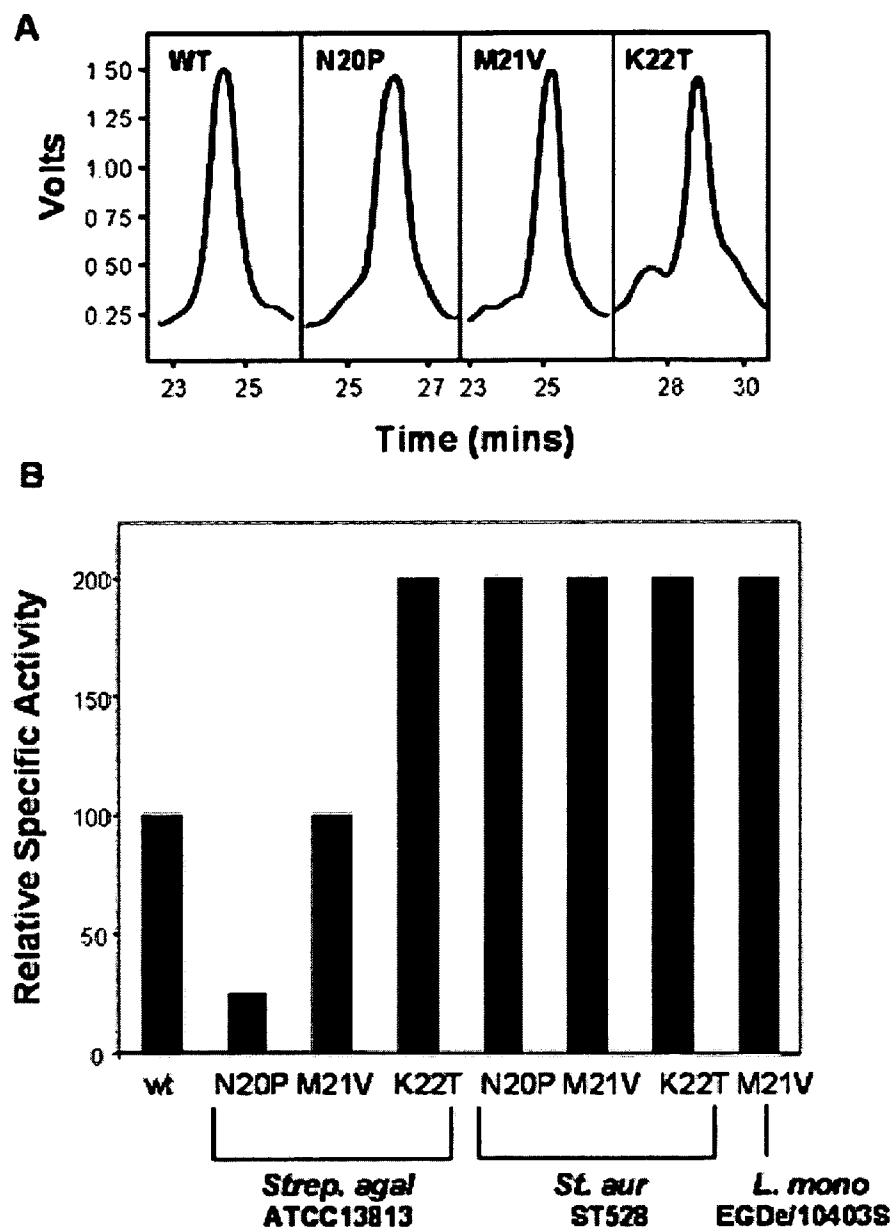 A
WT N20P M21V K22T
1 50
1 25
1.00
0 75
0 50
0.25
Volts
23 25 25 27 23 25 28 30
Time (mins)
B
Relative Specific Activity
200
150
100
50
0
wt N20P M21V K22T N20P M21V K22T M21V
Strep. agal St. aur L. mono
ATCC13813 ST528 EGDe/10403S